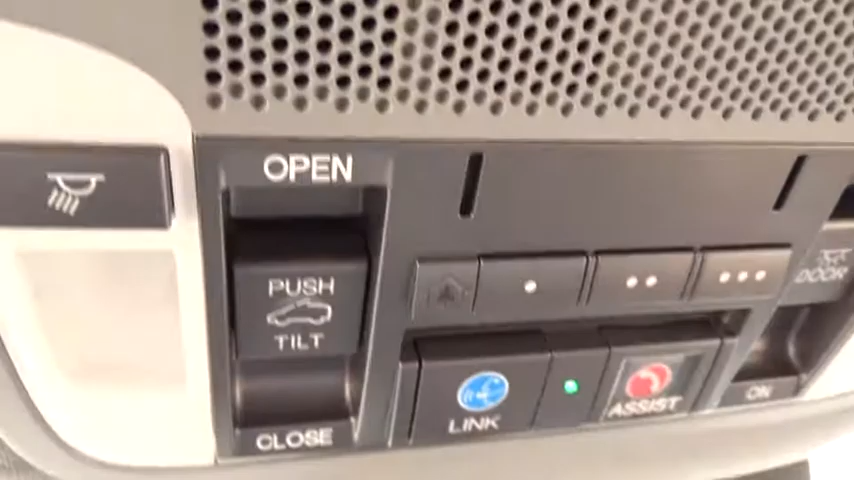 OPEN
PUSH
TILT
CLOSE
LINK
ASSIST
DOOR
ON